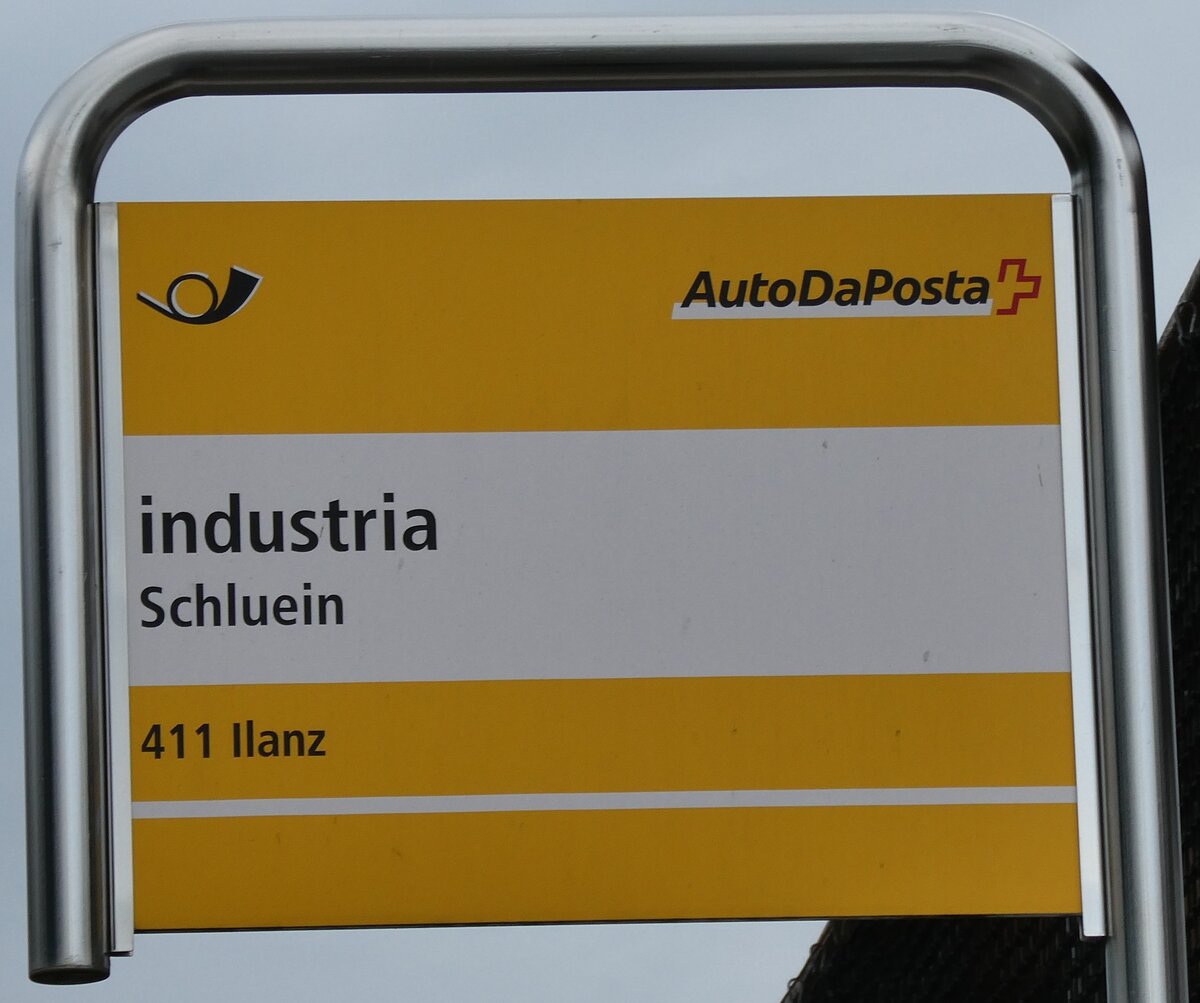 AutoDaPosta
industria
Schluein
411 Ilanz